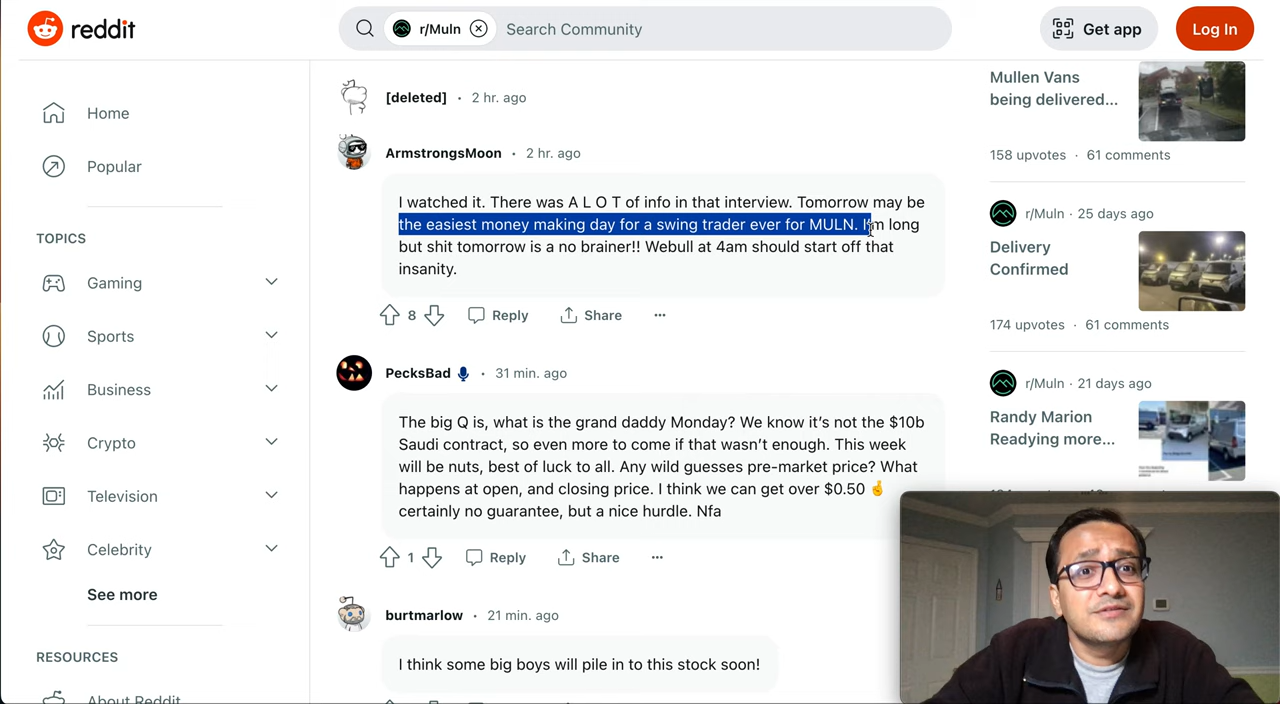 reddit
r/Muln
Search Community
Get app
Log In
Home
Popular
TOPICS
Gaming
Sports
Business
Crypto
Television
Celebrity
See more
RESOURCES
About Reddit
[deleted] · 2 hr. ago
ArmstrongsMoon · 2 hr. ago
I watched it. There was A L O T of info in that interview. Tomorrow may be
the easiest money making day for a swing trader ever for MULN. I'm long
but shit tomorrow is a no brainer!! Webull at 4am should start off that
insanity.
8
Reply
Share
PecksBad · 31 min. ago
The big Q is, what is the grand daddy Monday? We know it's not the $10b
Saudi contract, so even more to come if that wasn't enough. This week
will be nuts, best of luck to all. Any wild guesses pre-market price? What
happens at open, and closing price. I think we can get over $0.50 🤞
certainly no guarantee, but a nice hurdle. Nfa
1
Reply
Share
burtmarlow · 21 min. ago
I think some big boys will pile in to this stock soon!
Mullen Vans
being delivered...
158 upvotes · 61 comments
r/Muln · 25 days ago
Delivery
Confirmed
174 upvotes · 61 comments
r/Muln · 21 days ago
Randy Marion
Readying more...